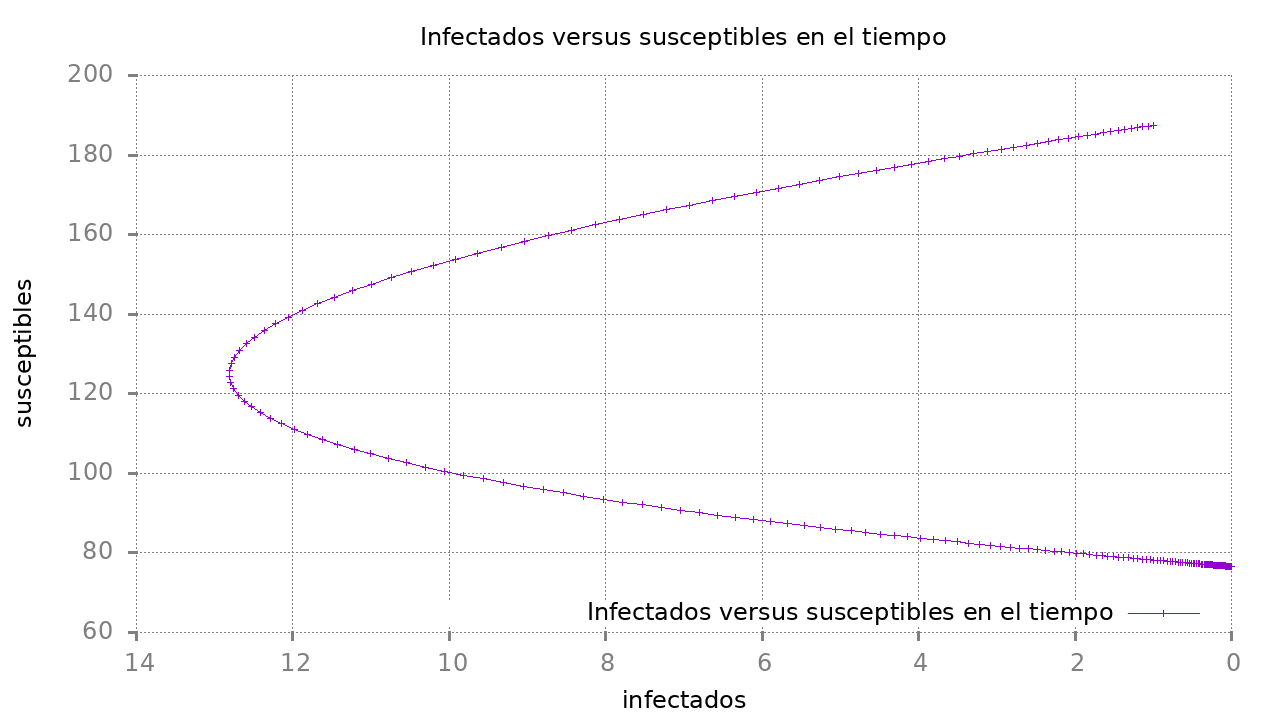 Infectados versus susceptibles en el tiempo
200
180
160
140
120
100
80
60
susceptibles
Infectados versus susceptibles en el tiempo
14 12 10 8 6 4 2 0
infectados